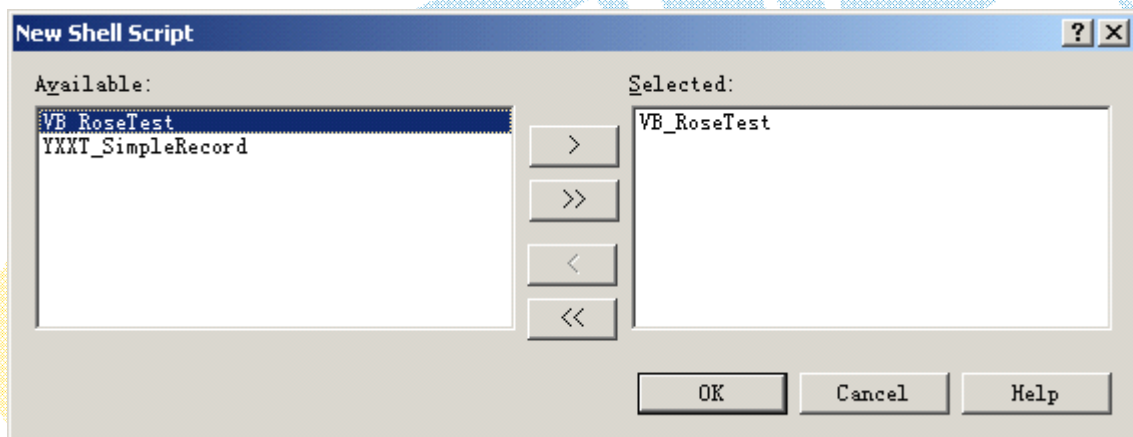 New Shell Script
Available:
Selected:
VB_RoseTest
YXXT_SimpleRecord
VB_RoseTest
>
>>
<
<<
OK
Cancel
Help